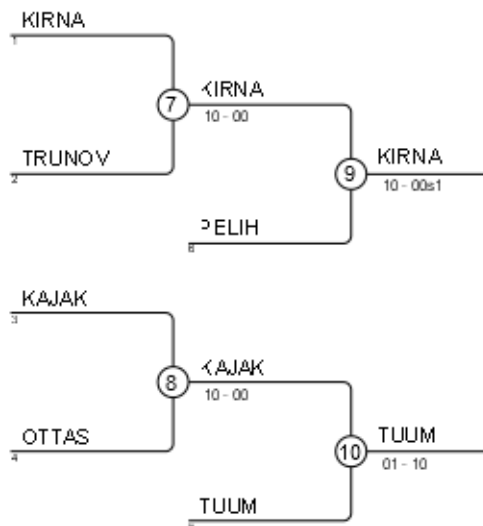 KIRNA
1
7
KIRNA
10 - 00
TRUNOV
2
9
KIRNA
10 - 00s1
PELIH
KAJAK
3
8
KAJAK
10 - 00
OTTAS
4
10
TUUM
01 - 10
TUUM